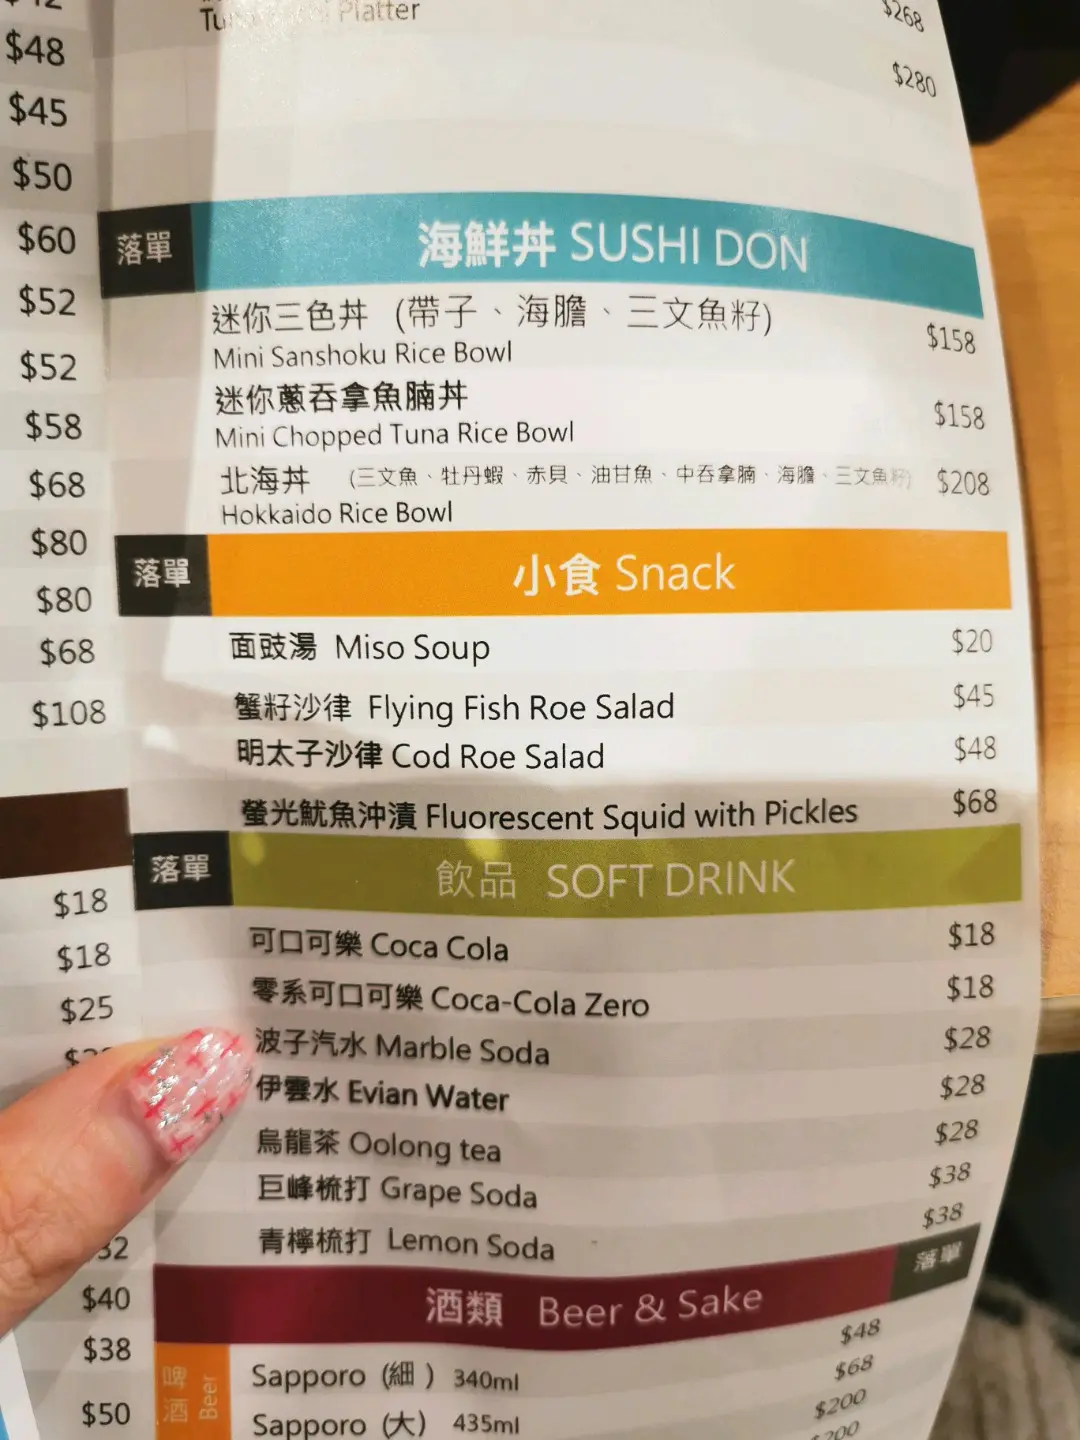 $48
$45
$50
$60
$52
$52
$58
$68
$80
$80
$68
$108
$18
$18
$25
$40
$38
$50
Platter
$268
$280
落單
海鮮丼 SUSHI DON
迷你三色丼 (帶子、海膽、三文魚籽)
Mini Sanshoku Rice Bowl
$158
迷你蔥吞拿魚腩丼
Mini Chopped Tuna Rice Bowl
$158
北海丼 (三文魚、牡丹蝦、赤貝、油甘魚、中吞拿腩、海膽、三文魚籽)
Hokkaido Rice Bowl
$208
落單
小食 Snack
面豉湯 Miso Soup $20
蟹籽沙律 Flying Fish Roe Salad $45
明太子沙律 Cod Roe Salad $48
螢光魷魚沖漬 Fluorescent Squid with Pickles $68
落單
飲品 SOFT DRINK
可口可樂 Coca Cola $18
零系可口可樂 Coca-Cola Zero $18
波子汽水 Marble Soda $28
伊雲水 Evian Water $28
烏龍茶 Oolong tea $28
巨峰梳打 Grape Soda $38
青檸梳打 Lemon Soda $38
酒類 Beer & Sake
落單
啤酒 Beer
Sapporo (細) 340ml $48
Sapporo (大) 435ml $68
$200
$200